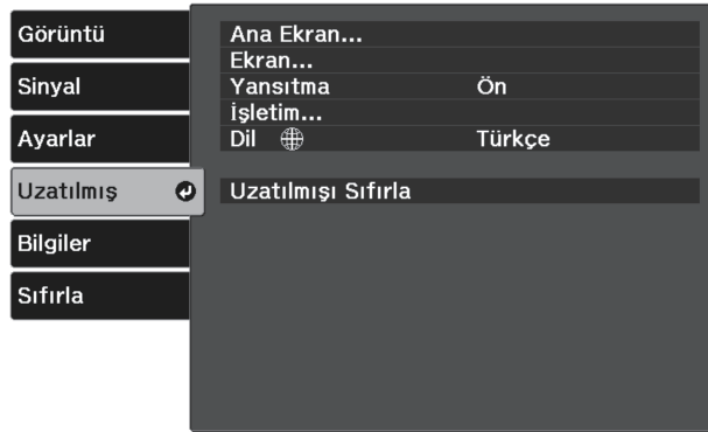 Görüntü
Sinyal
Ayarlar
Uzatılmış
Bilgiler
Sıfırla
Ana Ekran...
Ekran...
Yansıtma Ön
İşletim...
Dil Türkçe
Uzatılmışı Sıfırla